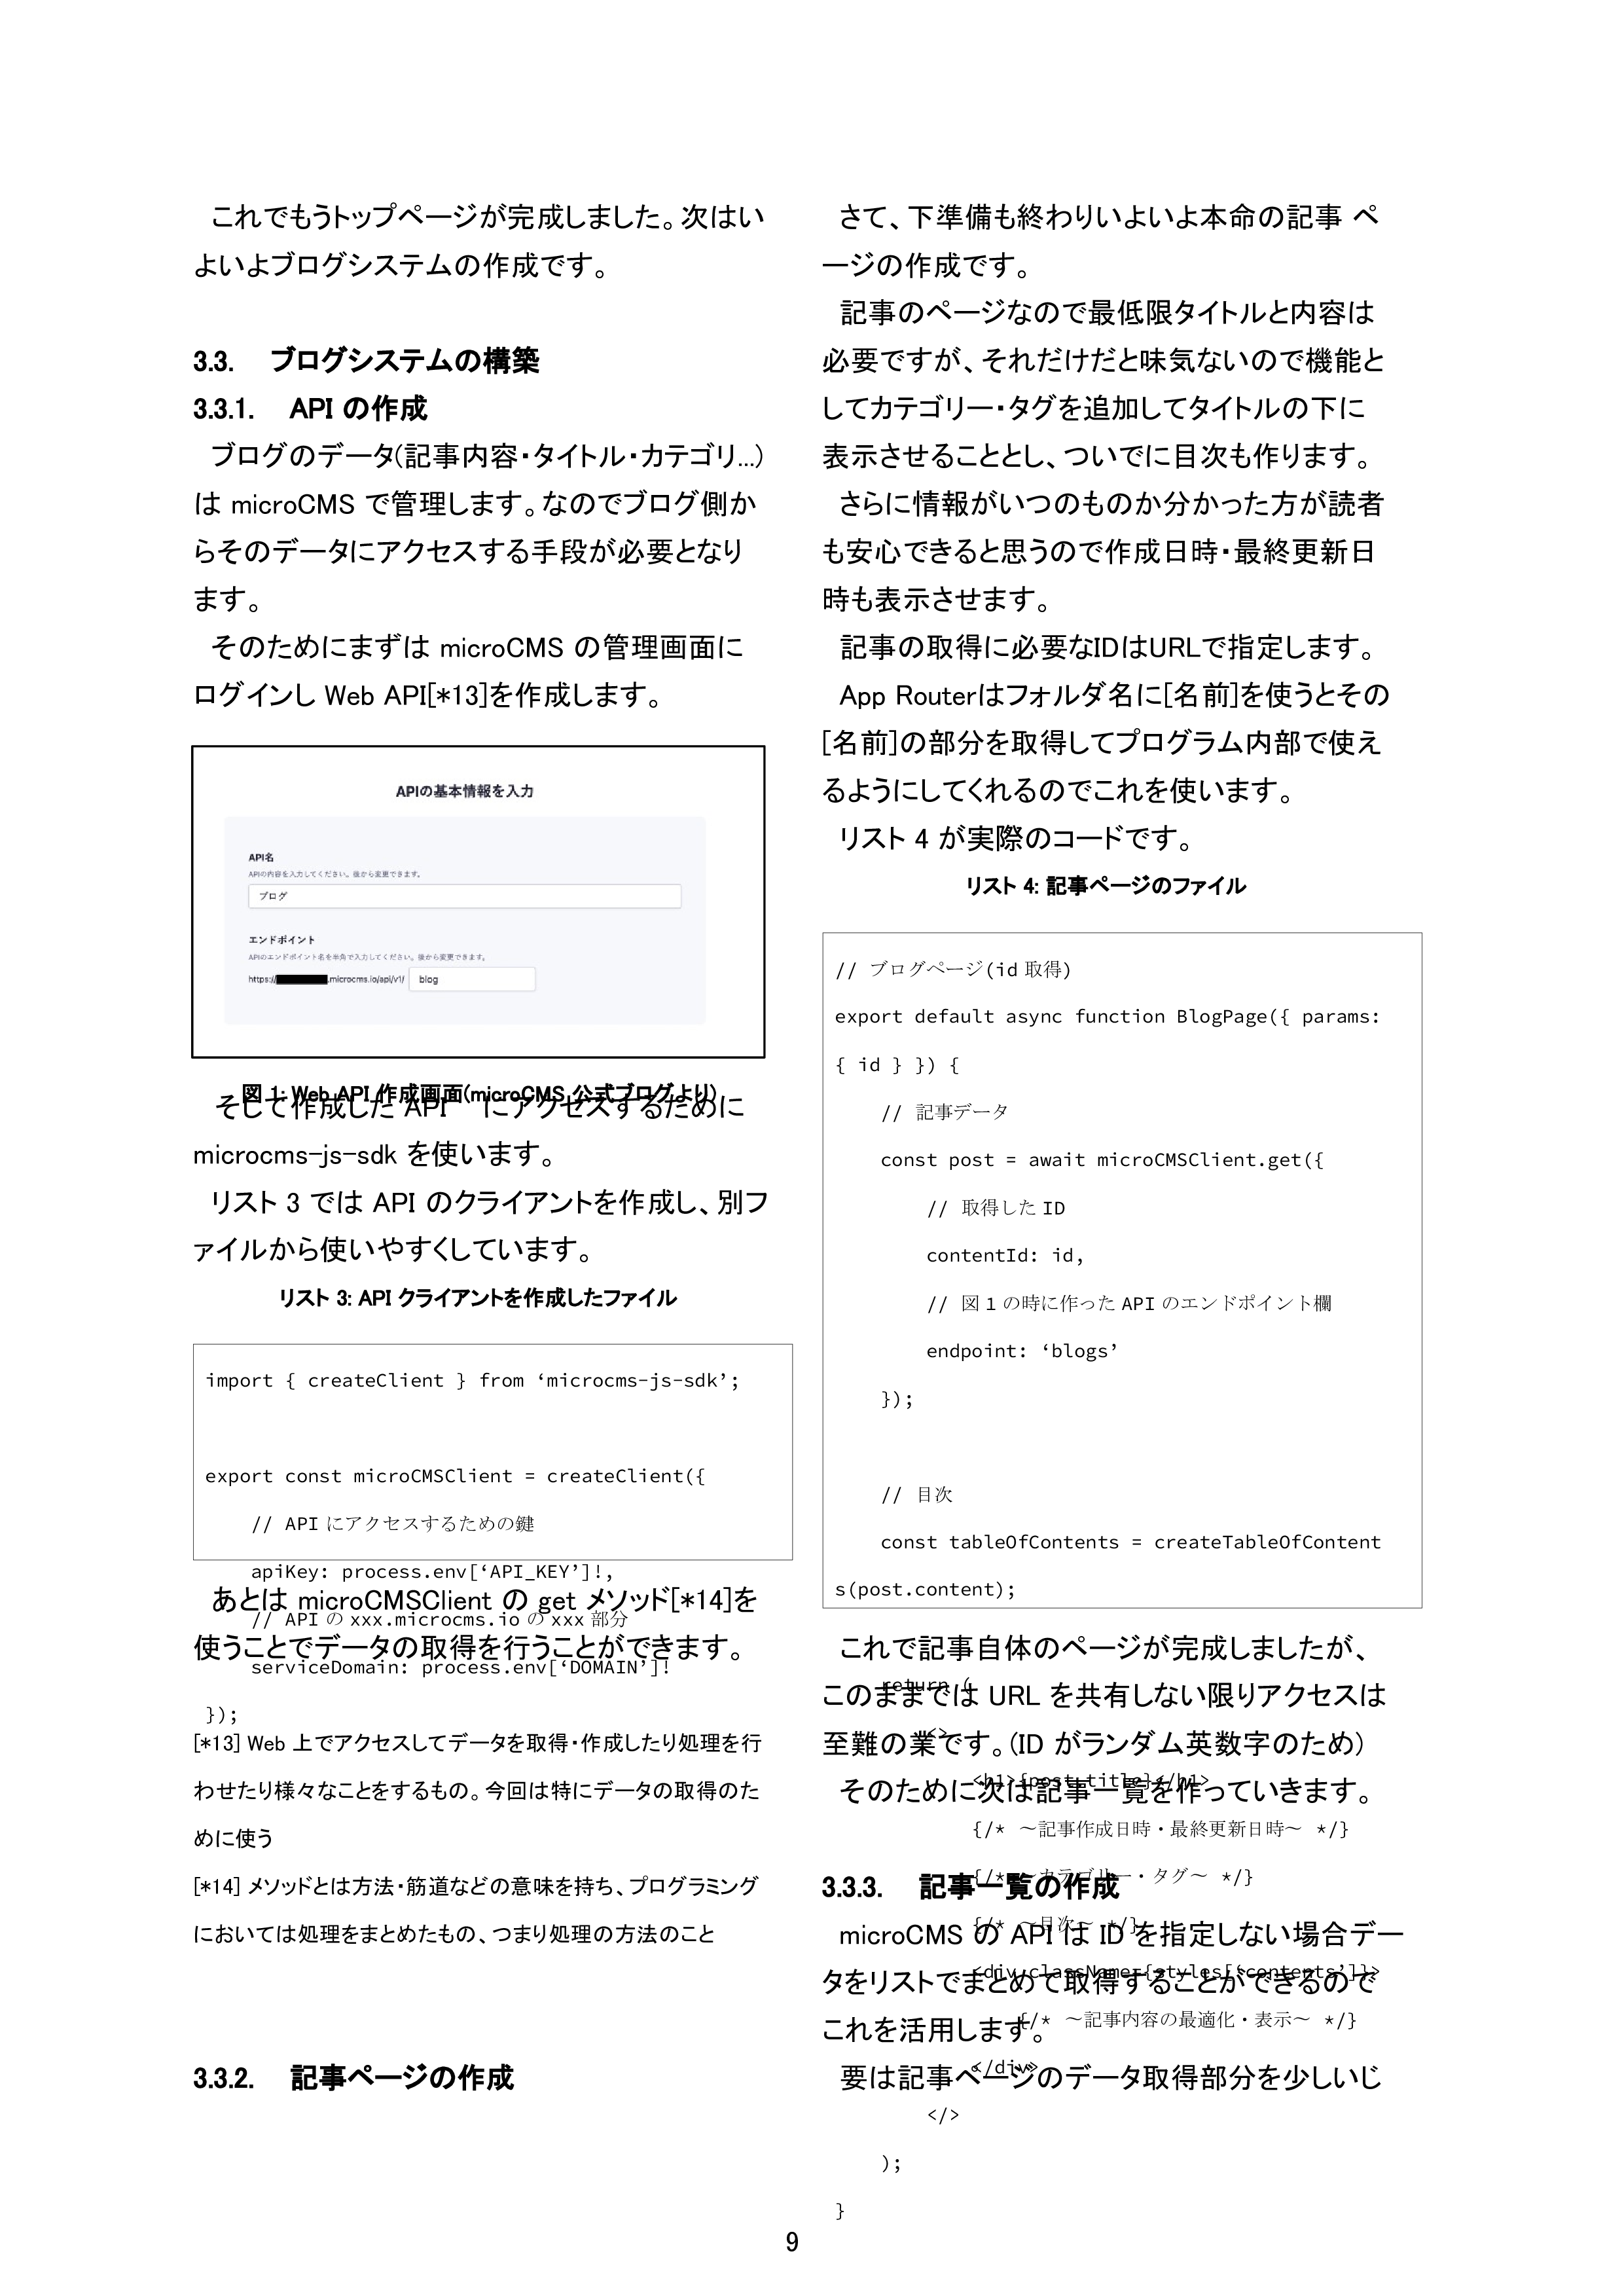 これでもうトップページが完成しました。次はい
よいよブログシステムの作成です。
3.3. ブログシステムの構築
3.3.1. API の作成
ブログのデータ(記事内容・タイトル・カテゴリ...)
は microCMS で管理します。なのでブログ側か
らそのデータにアクセスする手段が必要となり
ます。
そのためにまずは microCMS の管理画面に
ログインし Web API[*13]を作成します。
APIの基本情報を入力
API名
APIの内容を入力してください。後から変更できます。
ブログ
エンドポイント
APIのエンドポイント名を半角で入力してください。後から変更できます。
https:// .microcms.io/api/v1/ blog
図 1: Web API 作成画面(microCMS 公式ブログより)
そして作成した API にアクセスするために
microcms-js-sdk を使います。
リスト 3 では API のクライアントを作成し、別フ
ァイルから使いやすくしています。
リスト 3: API クライアントを作成したファイル
import { createClient } from ‘microcms-js-sdk’;
export const microCMSClient = createClient({
// API にアクセスするための鍵
apiKey: process.env[‘API_KEY’]!,
// API の xxx.microcms.io の xxx 部分
serviceDomain: process.env[‘DOMAIN’]!
});
あとは microCMSClient の get メソッド[*14]を
使うことでデータの取得を行うことができます。
[*13] Web 上でアクセスしてデータを取得・作成したり処理を行
わせたり様々なことをするもの。今回は特にデータの取得のた
めに使う
[*14] メソッドとは方法・筋道などの意味を持ち、プログラミング
においては処理をまとめたもの、つまり処理の方法のこと
3.3.2. 記事ページの作成
さて、下準備も終わりいよいよ本命の記事 ペ
ージの作成です。
記事のページなので最低限タイトルと内容は
必要ですが、それだけだと味気ないので機能と
してカテゴリー・タグを追加してタイトルの下に
表示させることとし、ついでに目次も作ります。
さらに情報がいつのものか分かった方が読者
も安心できると思うので作成日時・最終更新日
時も表示させます。
記事の取得に必要なIDはURLで指定します。
App Routerはフォルダ名に[名前]を使うとその
[名前]の部分を取得してプログラム内部で使え
るようにしてくれるのでこれを使います。
リスト 4 が実際のコードです。
リスト 4: 記事ページのファイル
// ブログページ(id 取得)
export default async function BlogPage({ params:
{ id } }) {
// 記事データ
const post = await microCMSClient.get({
// 取得した ID
contentId: id,
// 図 1 の時に作った API のエンドポイント欄
endpoint: ‘blogs’
});
// 目次
const tableOfContents = createTableOfContent
s(post.content);
return (
<>
<h1>{post.title}</h1>
{/* ～記事作成日時・最終更新日時～ */}
{/* ～カテゴリー・タグ～ */}
{/* ～目次～ */}
<div className={styles[‘contents’]}>
{/* ～記事内容の最適化・表示～ */}
</div>
</>
);
}
これで記事自体のページが完成しましたが、
このままでは URL を共有しない限りアクセスは
至難の業です。(ID がランダム英数字のため)
そのために次は記事一覧を作っていきます。
3.3.3. 記事一覧の作成
microCMS の API は ID を指定しない場合デー
タをリストでまとめて取得することができるので
これを活用します。
要は記事ページのデータ取得部分を少しいじ
9